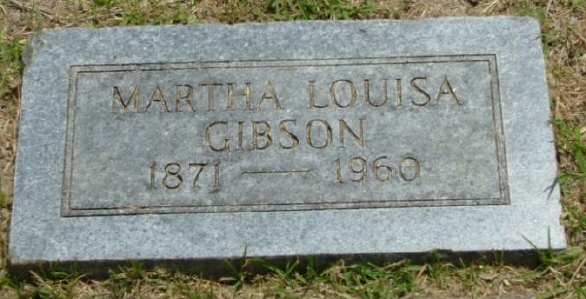 MARTHA LOUISA
GIBSON
1871 — 1960